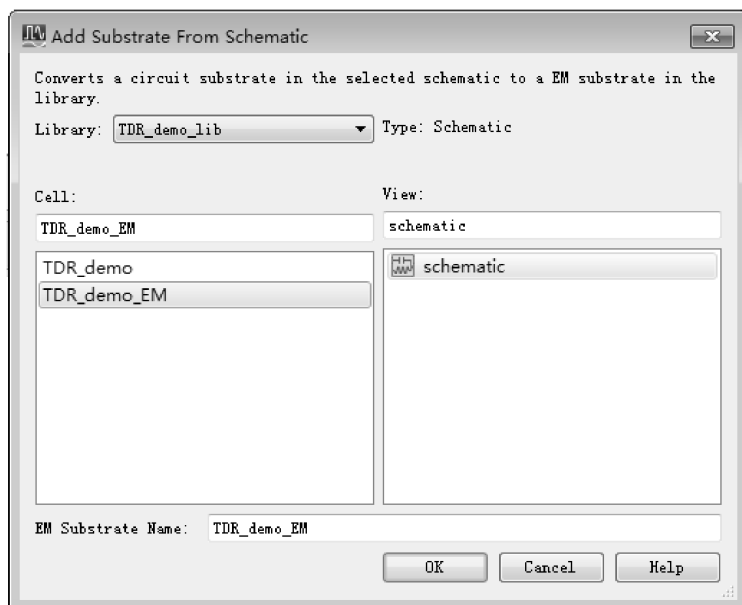 Add Substrate From Schematic
Converts a circuit substrate in the selected schematic to a EM substrate in the
library.
Library: TDR_demo_lib Type: Schematic
Cell: View:
TDR_demo_EM schematic
TDR_demo schematic
TDR_demo_EM
EM Substrate Name: TDR_demo_EM
OK Cancel Help